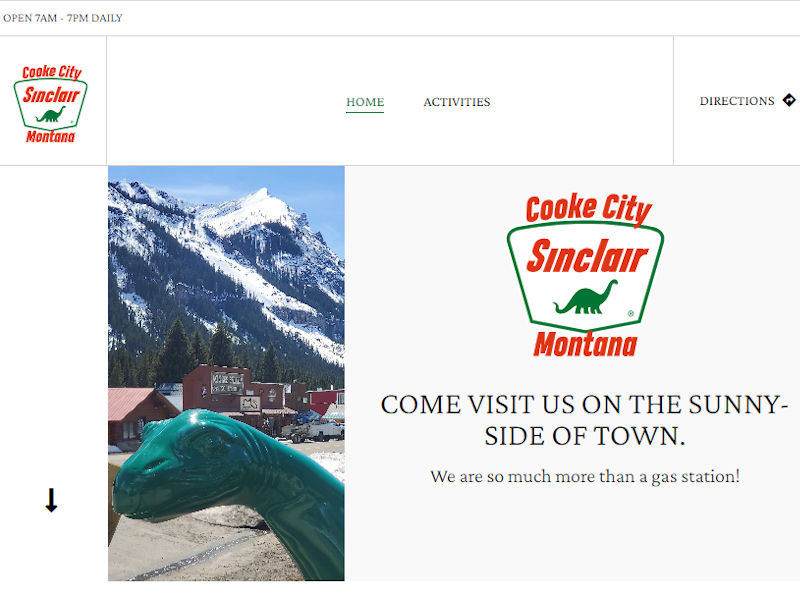 OPEN 7AM - 7PM DAILY
Cooke City
Sinclair
®
Montana
HOME
ACTIVITIES
DIRECTIONS
Cooke City
Sinclair
®
Montana
COME VISIT US ON THE SUNNY-
SIDE OF TOWN.
We are so much more than a gas station!